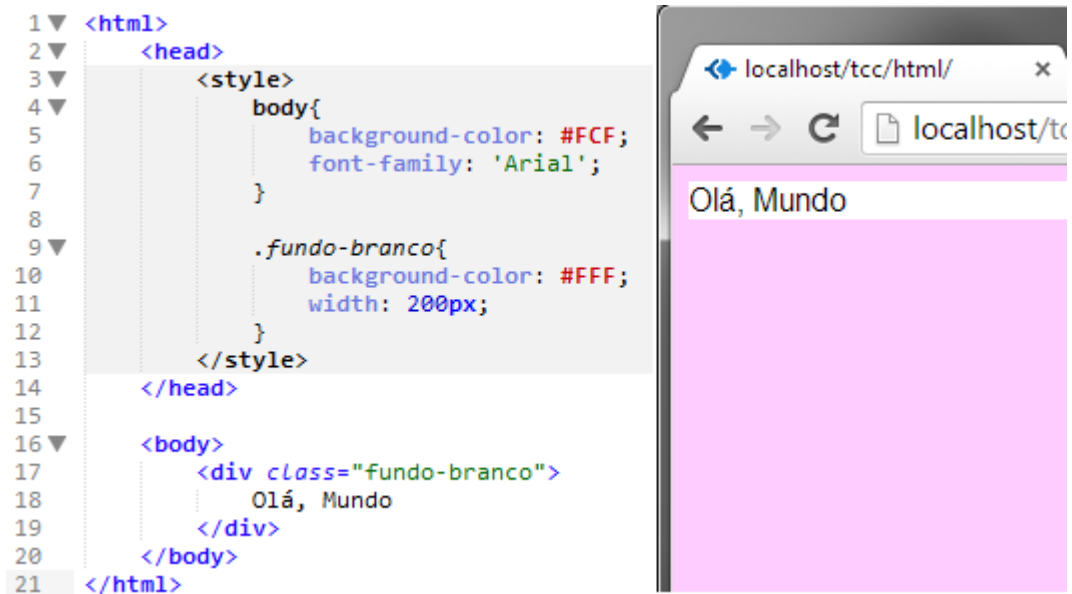 1 <html>
2 <head>
3 <style>
4 body{
5 background-color: #FCF;
6 font-family: 'Arial';
7 }
8
9 .fundo-branco{
10 background-color: #FFF;
11 width: 200px;
12 }
13 </style>
14 </head>
15
16 <body>
17 <div class="fundo-branco">
18 Olá, Mundo
19 </div>
20 </body>
21 </html>
localhost/tcc/html/
localhost/tc
Olá, Mundo